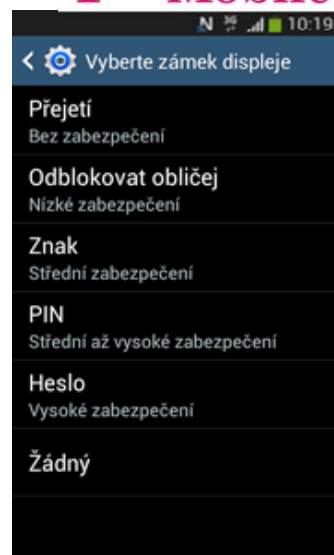 10:19
Vyberte zámek displeje
Přejetí
Bez zabezpečení
Odblokovat obličej
Nízké zabezpečení
Znak
Střední zabezpečení
PIN
Střední až vysoké zabezpečení
Heslo
Vysoké zabezpečení
Žádný